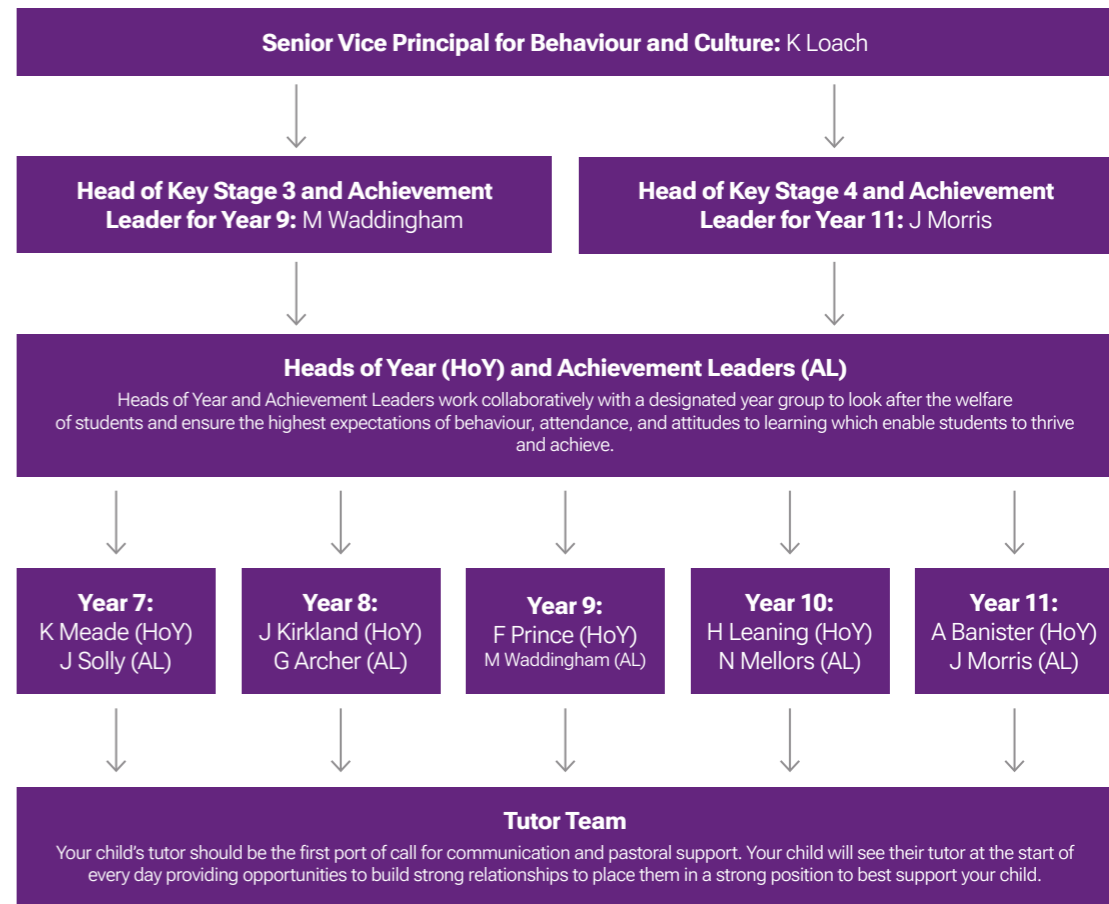 Senior Vice Principal for Behaviour and Culture: K Loach
Head of Key Stage 3 and Achievement
Leader for Year 9: M Waddingham
Head of Key Stage 4 and Achievement
Leader for Year 11: J Morris
Heads of Year (HoY) and Achievement Leaders (AL)
Heads of Year and Achievement Leaders work collaboratively with a designated year group to look after the welfare
of students and ensure the highest expectations of behaviour, attendance, and attitudes to learning which enable students to thrive
and achieve.
Year 7:
K Meade (HoY)
J Solly (AL)
Year 8:
J Kirkland (HoY)
G Archer (AL)
Year 9:
F Prince (HoY)
M Waddingham (AL)
Year 10:
H Leaning (HoY)
N Mellors (AL)
Year 11:
A Banister (HoY)
J Morris (AL)
Tutor Team
Your child's tutor should be the first port of call for communication and pastoral support. Your child will see their tutor at the start of
every day providing opportunities to build strong relationships to place them in a strong position to best support your child.